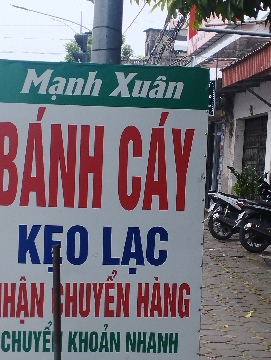 Mạnh Xuân
BÁNH CÁY
KẸO LẠC
NHẬN CHUYỂN HÀNG
CHUYỂN KHOẢN NHANH